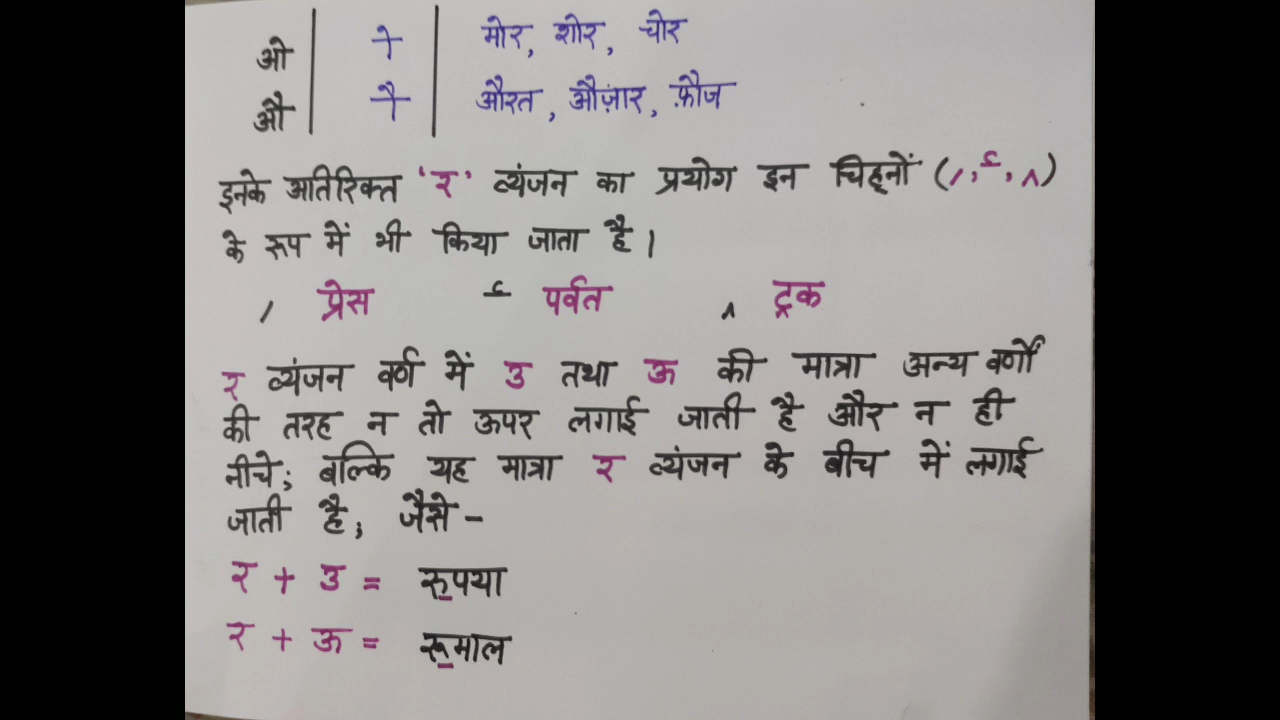 ओ | ो | मोर, शोर, चोर
औ | ौ | औरत, औज़ार, फ़ौज
इनके अतिरिक्त 'र' व्यंजन का प्रयोग इन चिह्नों (/, र्, ^)
के रूप में भी किया जाता है।
/ प्रेस र् पर्वत ^ ट्रक
र व्यंजन वर्ण में उ तथा ऊ की मात्रा अन्य वर्णों
की तरह न तो ऊपर लगाई जाती है और न ही
नीचे; बल्कि यह मात्रा र व्यंजन के बीच में लगाई
जाती है, जैसे -
र + उ = रुपया
र + ऊ = रूमाल